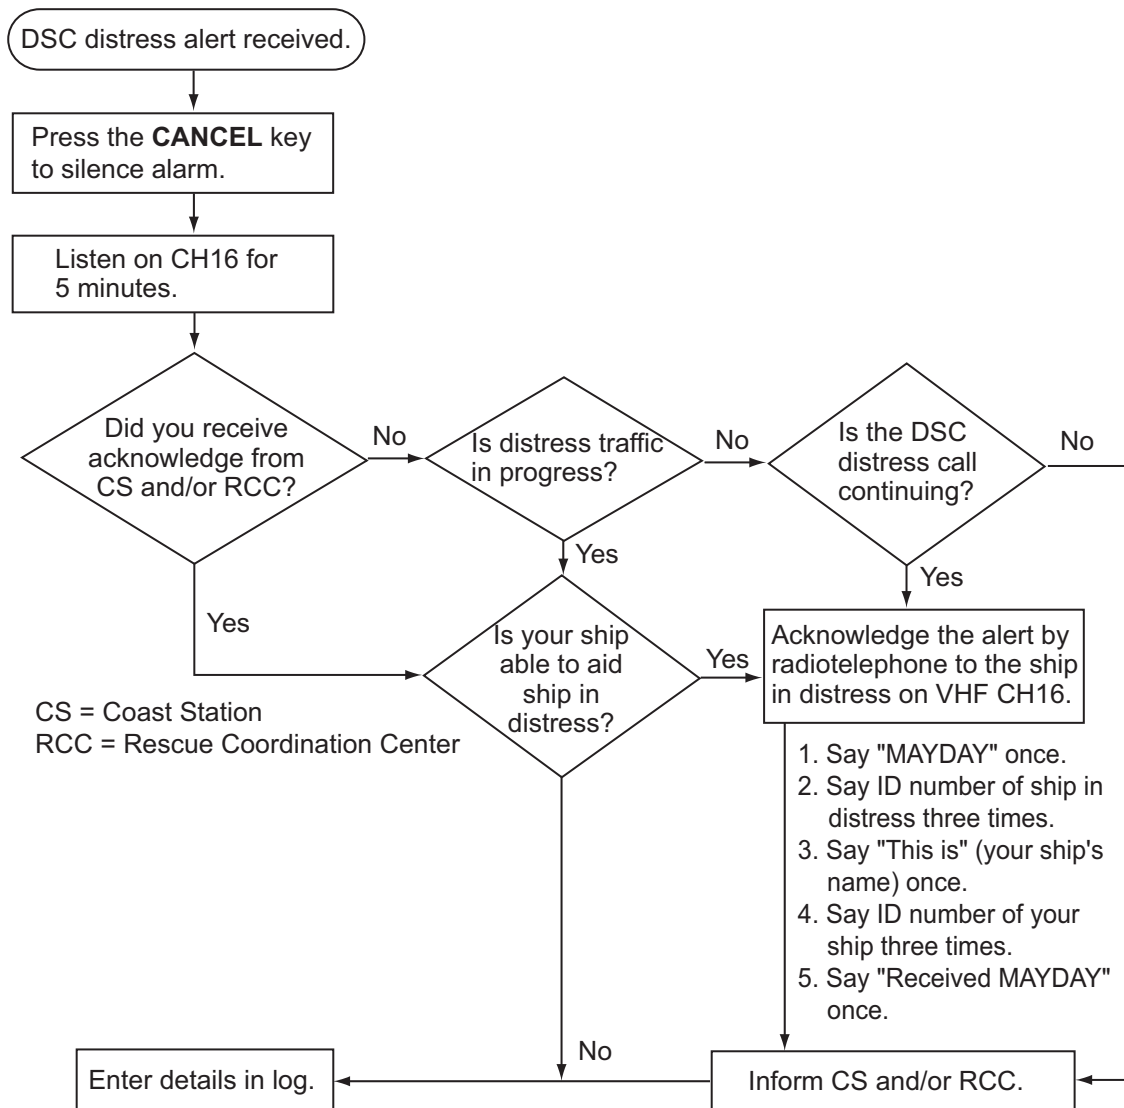 DSC distress alert received.
Press the CANCEL key
to silence alarm.
Listen on CH16 for
5 minutes.
Did you receive
acknowledge from
CS and/or RCC?
No
Is distress traffic
in progress?
No
Is the DSC
distress call
continuing?
No
Yes
Yes
Yes
Is your ship
able to aid
ship in
distress?
Yes
Acknowledge the alert by
radiotelephone to the ship
in distress on VHF CH16.
CS = Coast Station
RCC = Rescue Coordination Center
1. Say "MAYDAY" once.
2. Say ID number of ship in
distress three times.
3. Say "This is" (your ship's
name) once.
4. Say ID number of your
ship three times.
5. Say "Received MAYDAY"
once.
No
Enter details in log.
Inform CS and/or RCC.